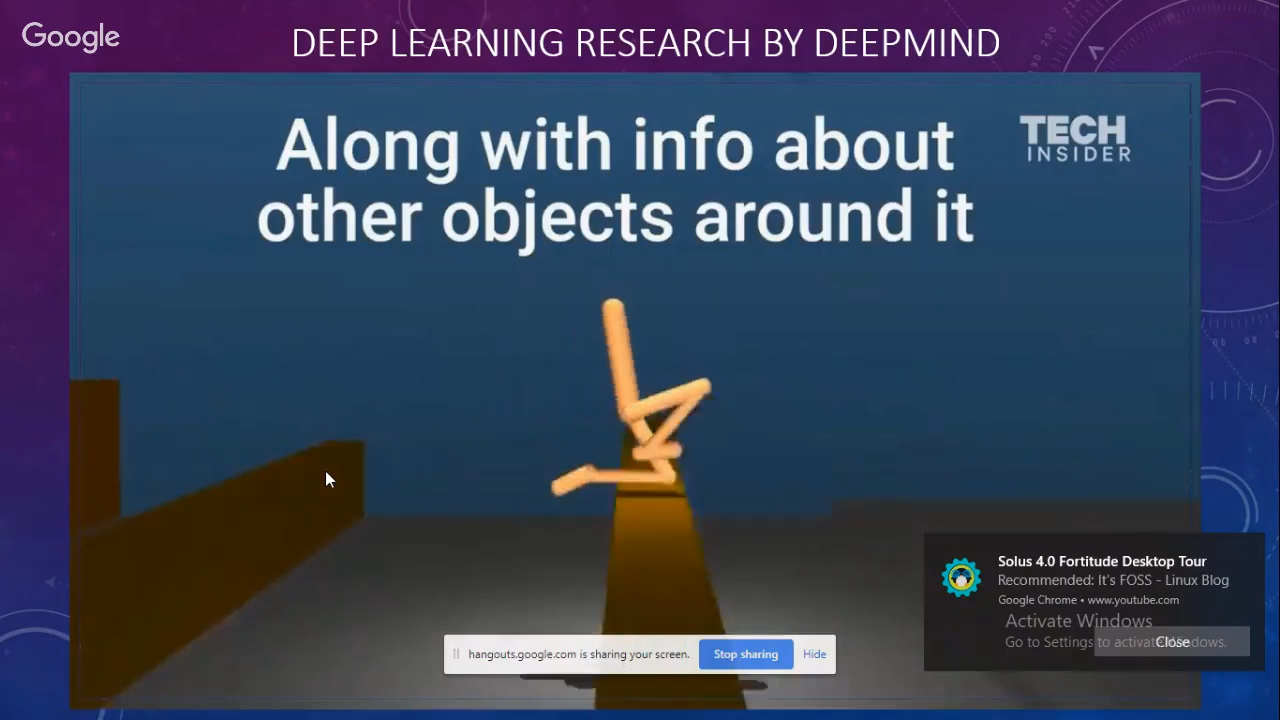 Google
DEEP LEARNING RESEARCH BY DEEPMIND
Along with info about
other objects around it
TECH
INSIDER
Solus 4.0 Fortitude Desktop Tour
Recommended: It's FOSS - Linux Blog
Google Chrome • www.youtube.com
Activate Windows
Go to Settings to activate Windows.
Close
hangouts.google.com is sharing your screen.
Stop sharing
Hide